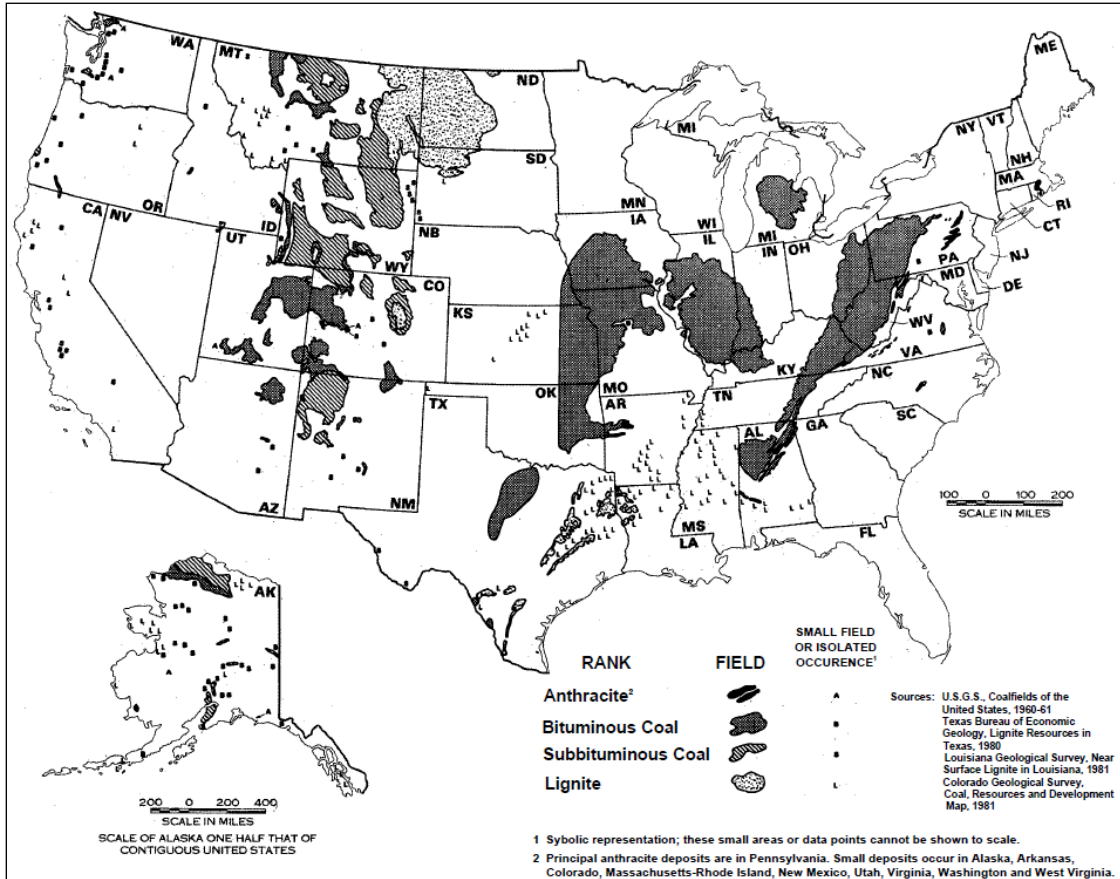 WA
MT
ND
ME
MI
NY
VT
NH
MA
RI
CT
SD
MN
OR
ID
CA
NV
UT
WY
NB
IA
WI
IL
MI
IN
OH
PA
NJ
MD
DE
CO
KS
MO
KY
WV
VA
NC
TN
SC
OK
AR
TX
AL
GA
AZ
NM
MS
LA
FL
AK
100 0 100 200
SCALE IN MILES
200 0 200 400
SCALE IN MILES
SCALE OF ALASKA ONE HALF THAT OF
CONTIGUOUS UNITED STATES
SMALL FIELD
OR ISOLATED
RANK FIELD OCCURENCE¹
Anthracite² A
Bituminous Coal B
Subbituminous Coal S
Lignite L
Sources: U.S.G.S., Coalfields of the
United States, 1960-61
Texas Bureau of Economic
Geology, Lignite Resources in
Texas, 1980
Louisiana Geological Survey, Near
Surface Lignite in Louisiana, 1981
Colorado Geological Survey,
Coal, Resources and Development
Map, 1981
1 Sybolic representation; these small areas or data points cannot be shown to scale.
2 Principal anthracite deposits are in Pennsylvania. Small deposits occur in Alaska, Arkansas,
Colorado, Massachusetts-Rhode Island, New Mexico, Utah, Virginia, Washington and West Virginia.